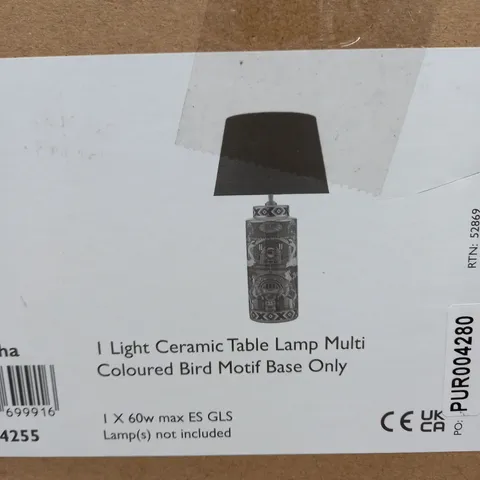 ha
1 Light Ceramic Table Lamp Multi
Coloured Bird Motif Base Only
699916
4255
1 X 60w max ES GLS
Lamp(s) not included
CE UK
CA
RTN: 52869
PO:
PUR004280